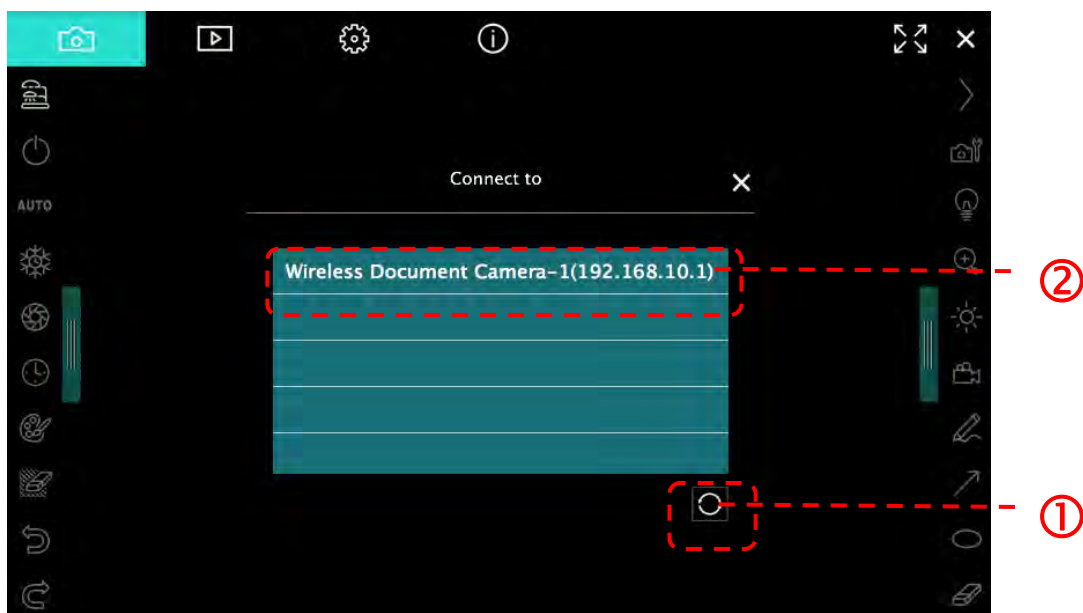 Connect to
AUTO
Wireless Document Camera-1(192.168.10.1)
②
①